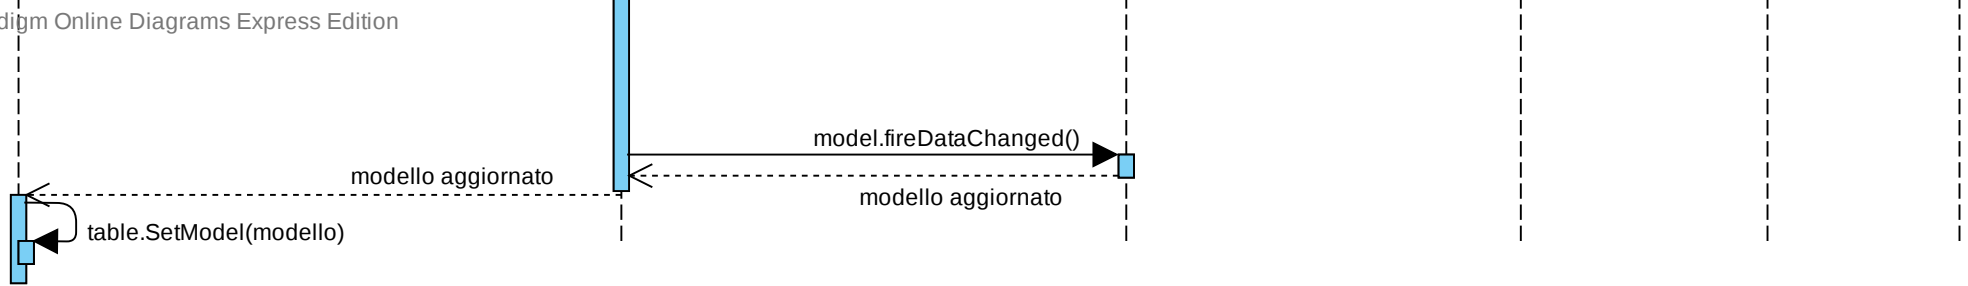 digm Online Diagrams Express Edition
model.fireDataChanged()
modello aggiornato
modello aggiornato
table.SetModel(modello)